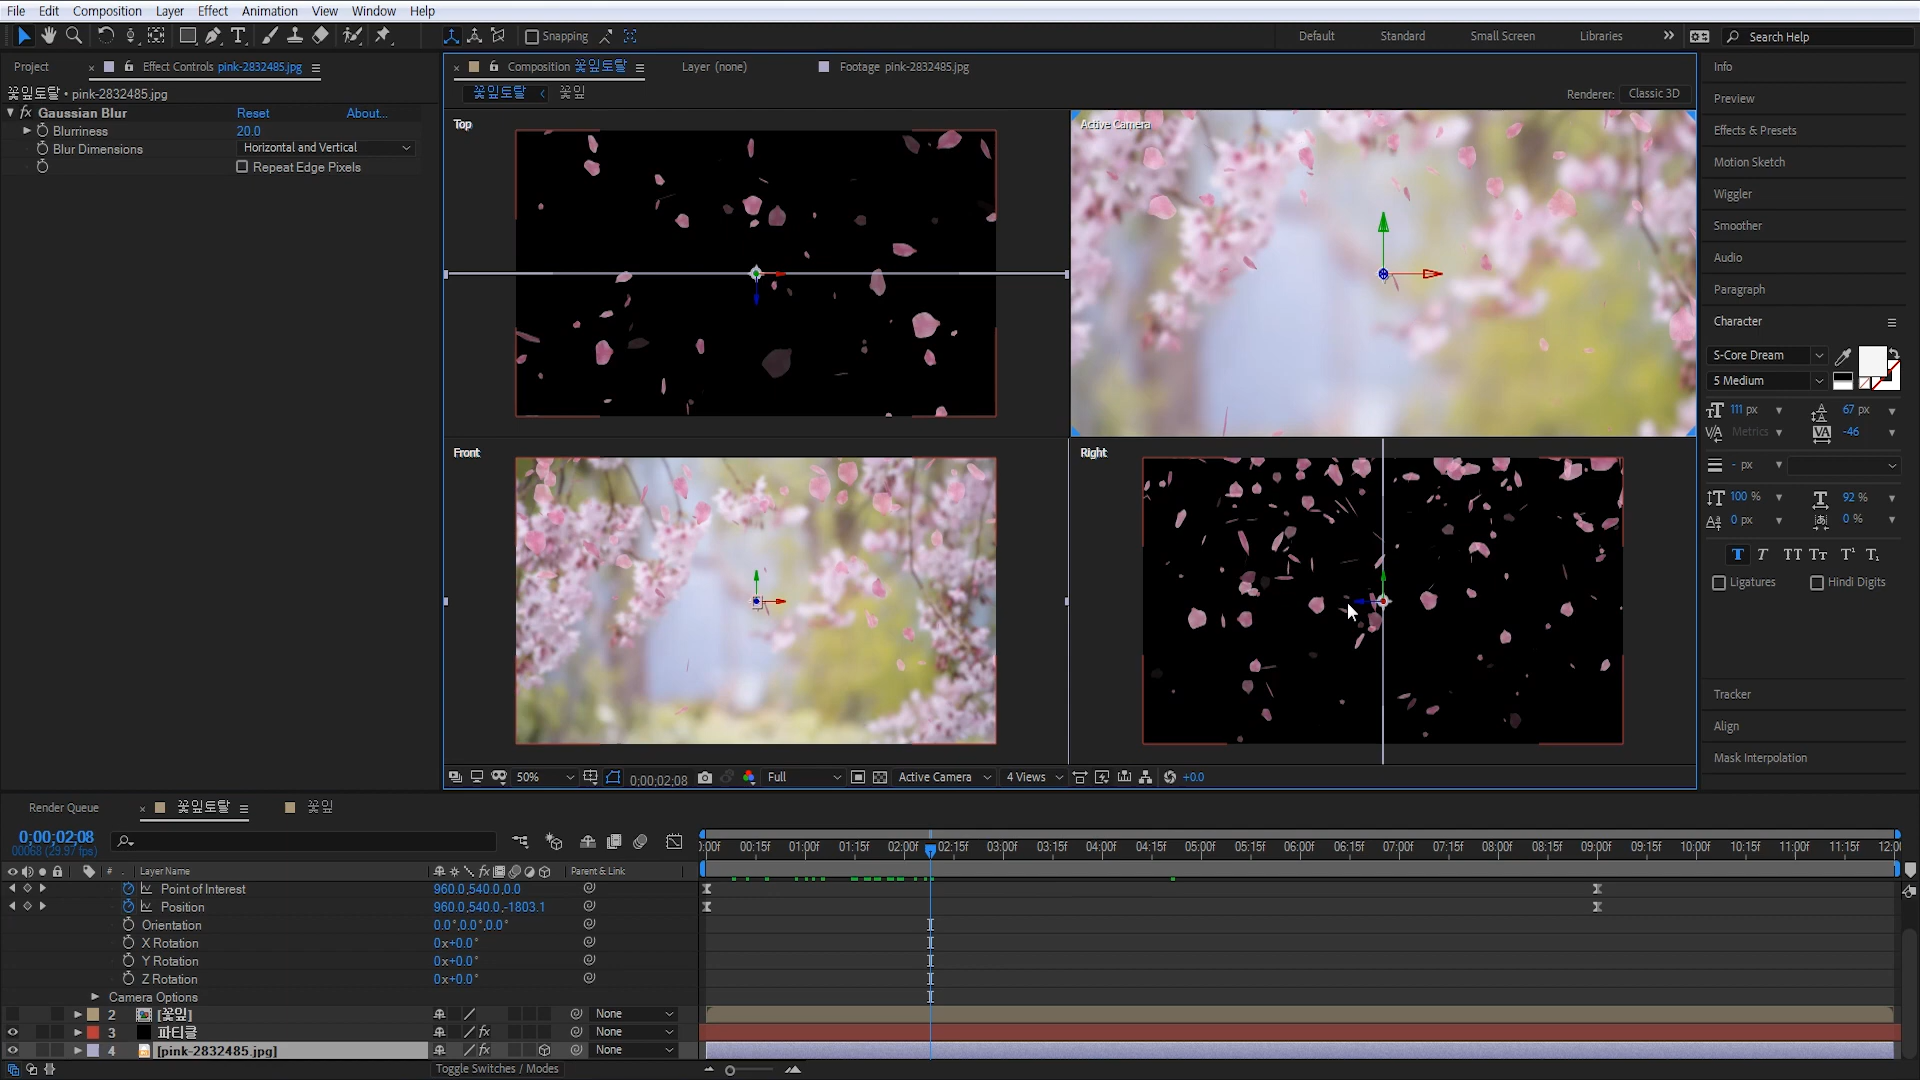 File Edit Composition Layer Effect Animation View Window Help
Snapping Default Standard Small Screen Libraries Search Help
Project Effect Controls pink-2832485.jpg
꽃잎토탈 • pink-2832485.jpg
Gaussian Blur Reset About...
Blurriness 20.0
Blur Dimensions Horizontal and Vertical
Repeat Edge Pixels
Composition 꽃잎토탈 Layer (none) Footage pink-2832485.jpg
꽃잎토탈 꽃잎 Renderer: Classic 3D
Top
Active Camera
Front
Right
50% 0;00;02;08 Full Active Camera 4 Views +0.0
Info
Preview
Effects & Presets
Motion Sketch
Wiggler
Smoother
Audio
Paragraph
Character
S-Core Dream
5 Medium
111 px 67 px
Metrics -46
- px
100 % 92 %
0 px 0 %
T T TT Tt T¹ T₁
Ligatures Hindi Digits
Tracker
Align
Mask Interpolation
Render Queue 꽃잎토탈 꽃잎
0;00;02;08
00068 (29.97 fps)
:00f 00:15f 01:00f 01:15f 02:00f 02:15f 03:00f 03:15f 04:00f 04:15f 05:00f 05:15f 06:00f 06:15f 07:00f 07:15f 08:00f 08:15f 09:00f 09:15f 10:00f 10:15f 11:00f 11:15f 12:00
# Layer Name Parent & Link
Point of Interest 960.0,540.0,0.0
Position 960.0,540.0,-1803.1
Orientation 0.0°,0.0°,0.0°
X Rotation 0x+0.0°
Y Rotation 0x+0.0°
Z Rotation 0x+0.0°
Camera Options
2 [꽃잎] None
3 파티클 None
4 [pink-2832485.jpg] None
Toggle Switches / Modes